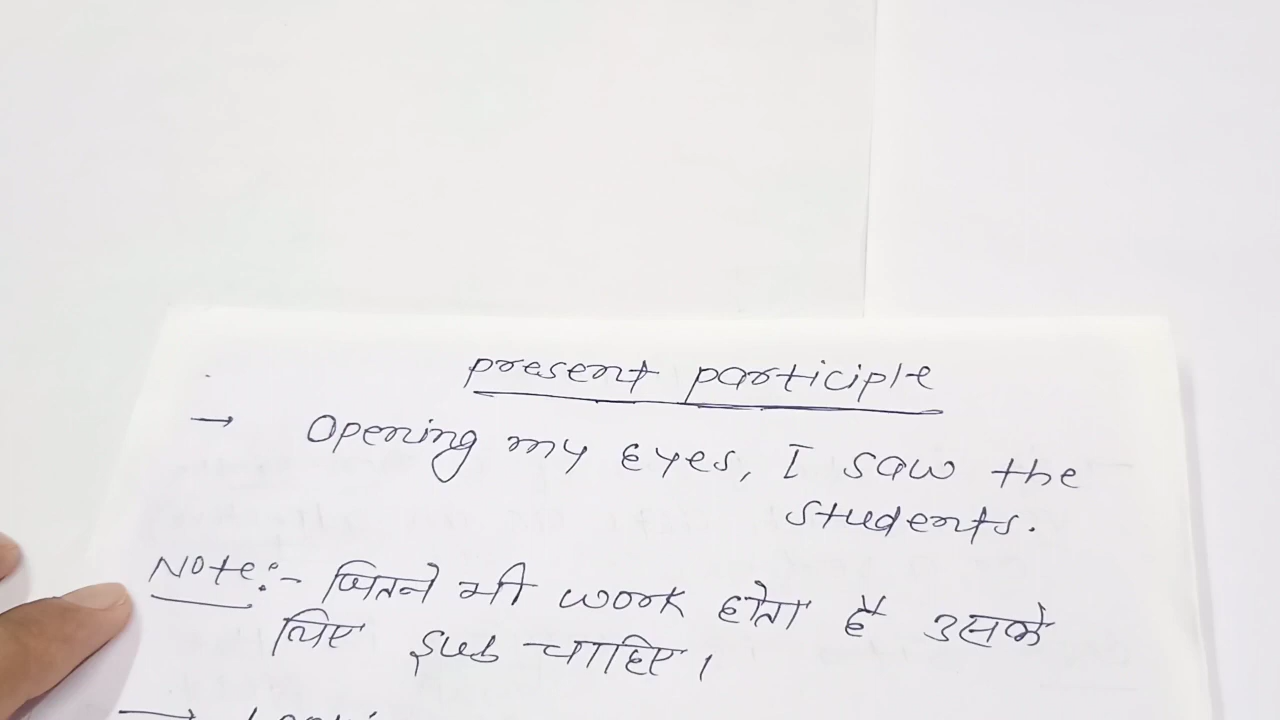 present participle
→ Opening my eyes, I saw the
students.
Note:- जितने भी work होता है उसके
लिए sub चाहिए।
→